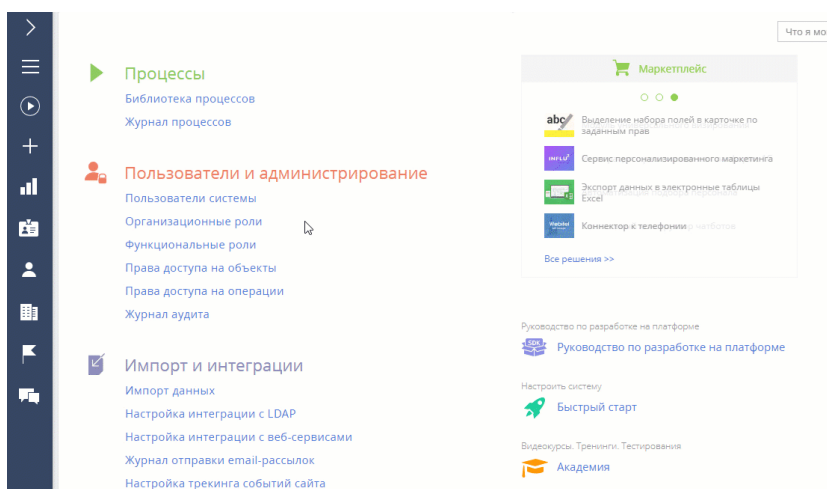 Что я мо
Процессы
Библиотека процессов
Журнал процессов
Пользователи и администрирование
Пользователи системы
Организационные роли
Функциональные роли
Права доступа на объекты
Права доступа на операции
Журнал аудита
Импорт и интеграции
Импорт данных
Настройка интеграции с LDAP
Настройка интеграции с веб-сервисами
Журнал отправки email-рассылок
Настройка трекинга событий сайта
Маркетплейс
abc
Выделение набора полей в карточке по
заданным прав
INFLU²
Сервис персонализированного маркетинга
Экспорт данных в электронные таблицы
Excel
Webitel
Коннектор к телефонии
Все решения >>
Руководство по разработке на платформе
SDK
Руководство по разработке на платформе
Настроить систему
Быстрый старт
Видеокурсы. Тренинги. Тестирования
Академия